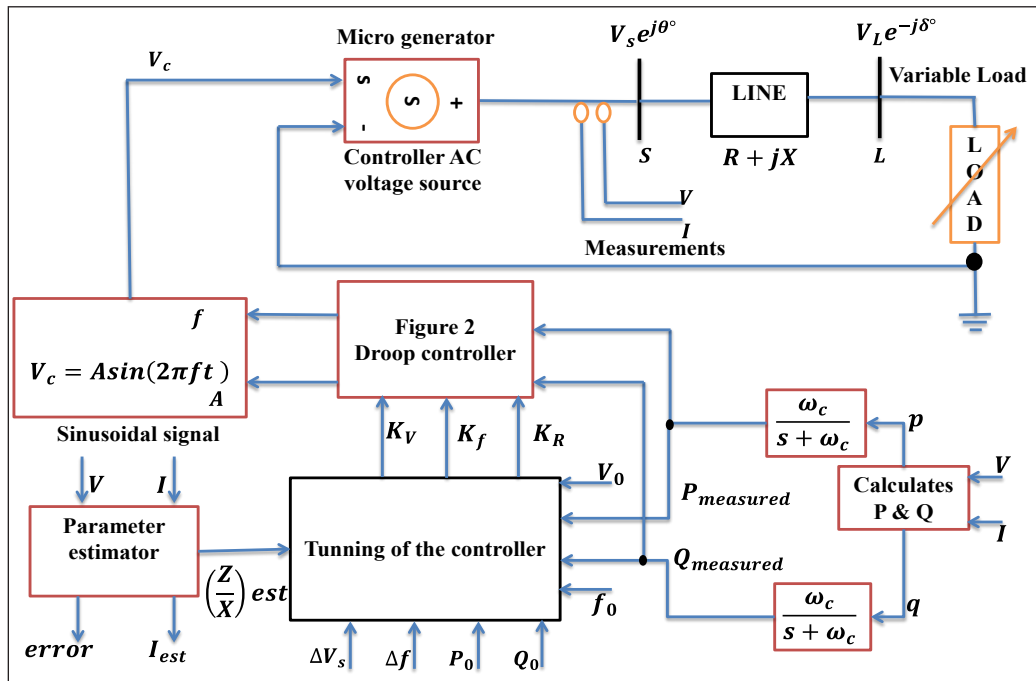 Micro generator
V_s e^{jθ°}
V_L e^{-jδ°}
V_c
s
S
+
-
LINE
Variable Load
Controller AC
voltage source
S
R + jX
L
LOAD
V
I
Measurements
f
V_c = Asin(2πft)
A
Sinusoidal signal
Figure 2
Droop controller
ω_c
s + ω_c
p
K_V
K_f
K_R
V_0
P_measured
V
Calculates
P & Q
I
V
I
Parameter
estimator
(Z/X) est
Tunning of the controller
Q_measured
f_0
ω_c
s + ω_c
q
error
I_est
ΔV_s
Δf
P_0
Q_0